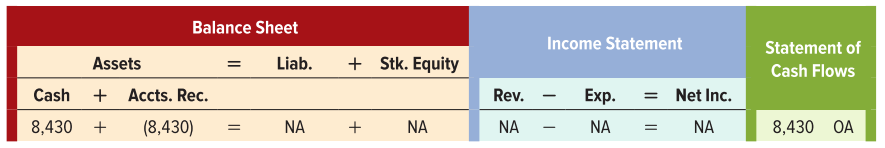 Balance Sheet
Income Statement
Statement of
Cash Flows
Assets = Liab. + Stk. Equity
Cash + Accts. Rec.
Rev. − Exp. = Net Inc.
8,430 + (8,430) = NA + NA NA − NA = NA 8,430 OA